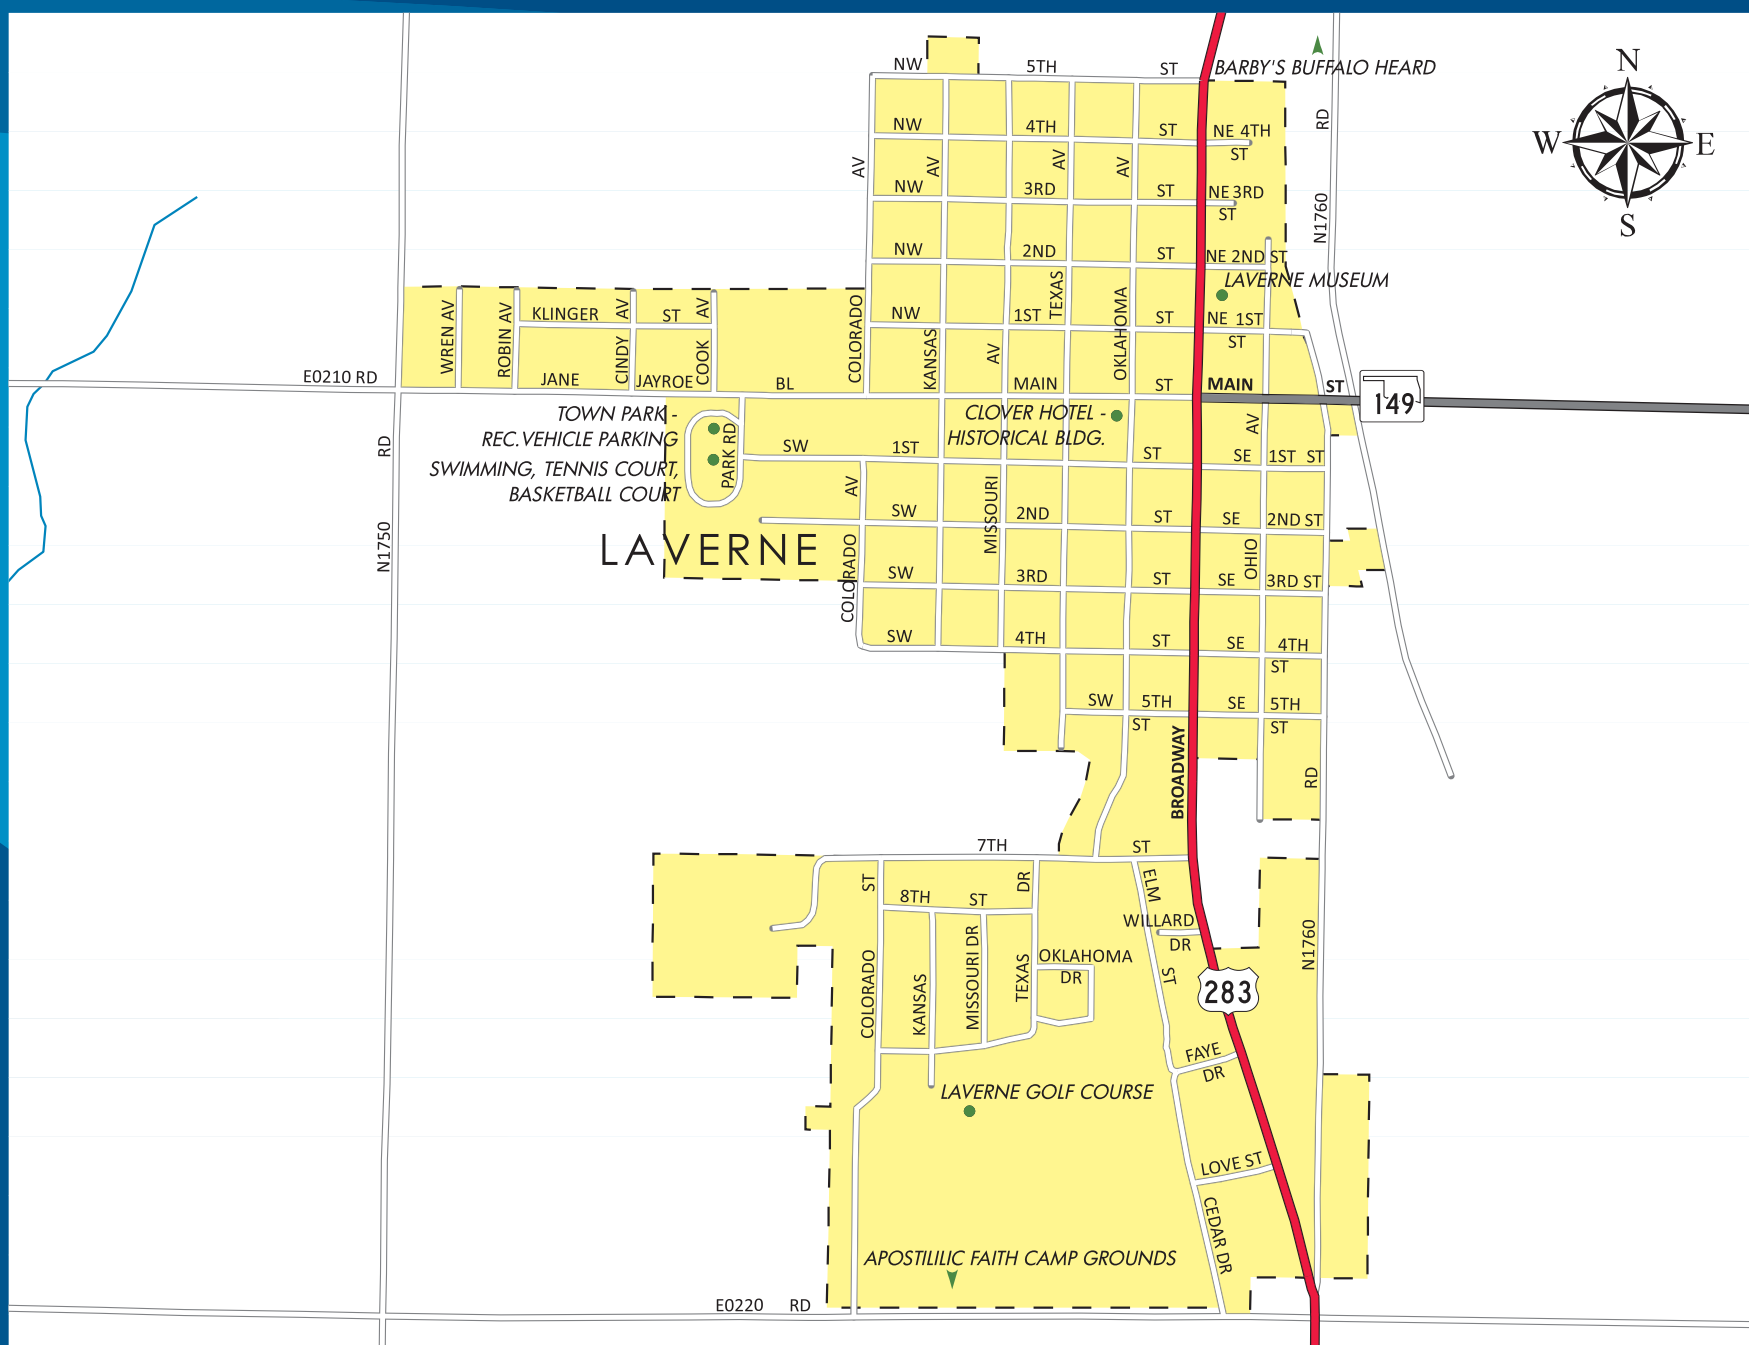 NW 5TH ST
BARBY'S BUFFALO HEARD
N
W E
S
NW 4TH ST NE 4TH
ST
RD
AV AV AV AV
NW 3RD ST NE 3RD
ST
N1760
NW 2ND ST NE 2ND ST
LAVERNE MUSEUM
TEXAS
OKLAHOMA
COLORADO
KANSAS
AV
NW 1ST ST NE 1ST
ST
WREN AV
ROBIN AV
KLINGER ST
CINDY AV
COOK AV
E0210 RD
JANE JAYROE BL MAIN ST MAIN ST
149
TOWN PARK -
REC.VEHICLE PARKING
SWIMMING, TENNIS COURT,
BASKETBALL COURT
PARK RD
CLOVER HOTEL -
HISTORICAL BLDG.
RD
N1750
SW 1ST ST SE 1ST ST
AV
AV
MISSOURI
SW 2ND ST SE 2ND ST
LAVERNE
COLORADO
OHIO
SW 3RD ST SE 3RD ST
SW 4TH ST SE 4TH
ST
SW 5TH SE 5TH
ST ST
BROADWAY
RD
7TH ST
ST
DR
ELM
8TH ST
WILLARD
DR
COLORADO
KANSAS
MISSOURI DR
TEXAS
OKLAHOMA
DR
ST
N1760
283
FAYE
DR
LAVERNE GOLF COURSE
LOVE ST
CEDAR DR
APOSTILILIC FAITH CAMP GROUNDS
E0220 RD